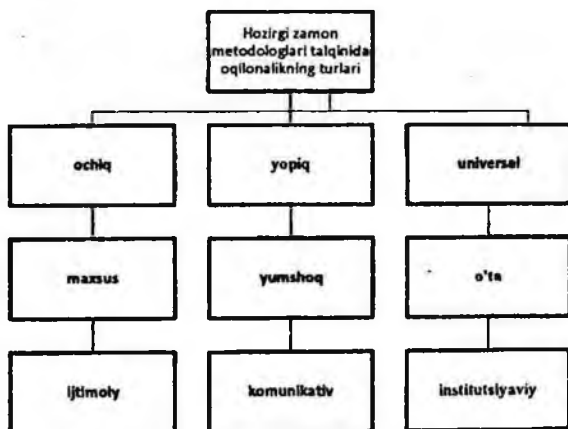 Hozirgi zamon
metodologlari talqinida
oqilonalikning turlari
ochiq
yopiq
universal
maxsus
yumshoq
o'ta
ijtimoiy
komunikativ
institutsiyaviy